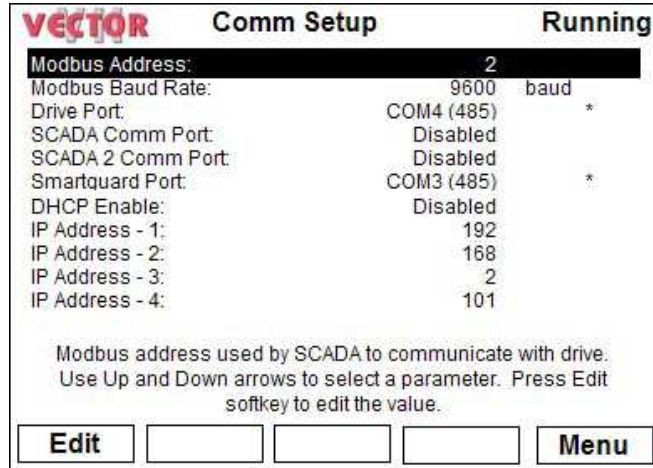 VECTOR Comm Setup Running
Modbus Address: 2
Modbus Baud Rate: 9600 baud
Drive Port: COM4 (485) *
SCADA Comm Port: Disabled
SCADA 2 Comm Port: Disabled
Smartguard Port: COM3 (485) *
DHCP Enable: Disabled
IP Address - 1: 192
IP Address - 2: 168
IP Address - 3: 2
IP Address - 4: 101
Modbus address used by SCADA to communicate with drive.
Use Up and Down arrows to select a parameter. Press Edit
softkey to edit the value.
Edit Menu